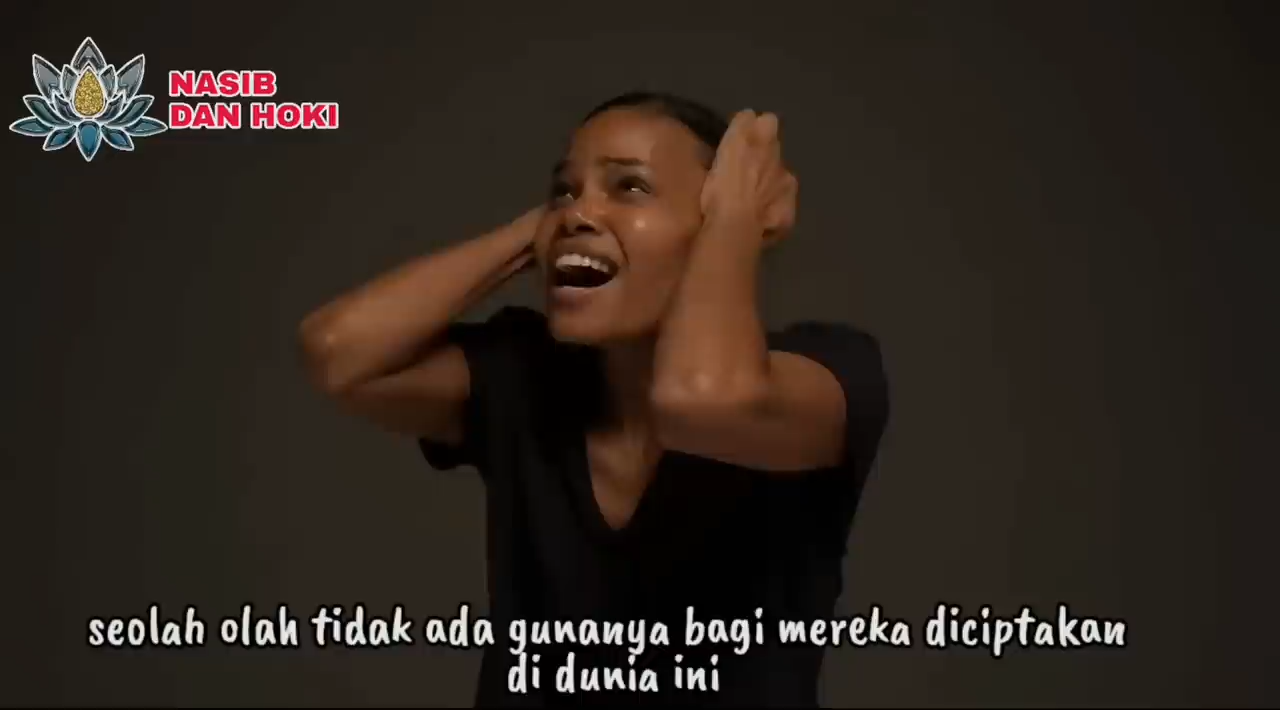 NASIB
DAN HOKI
seolah olah tidak ada gunanya bagi mereka diciptakan
di dunia ini